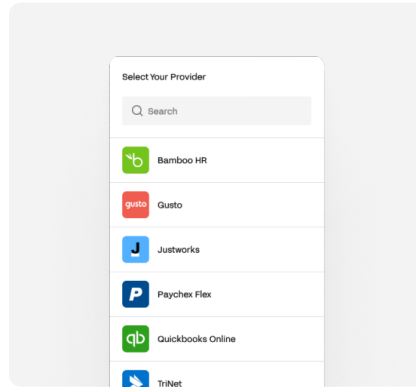 Select Your Provider
Search
Bamboo HR
gusto Gusto
J Justworks
P Paychex Flex
qb Quickbooks Online
TriNet